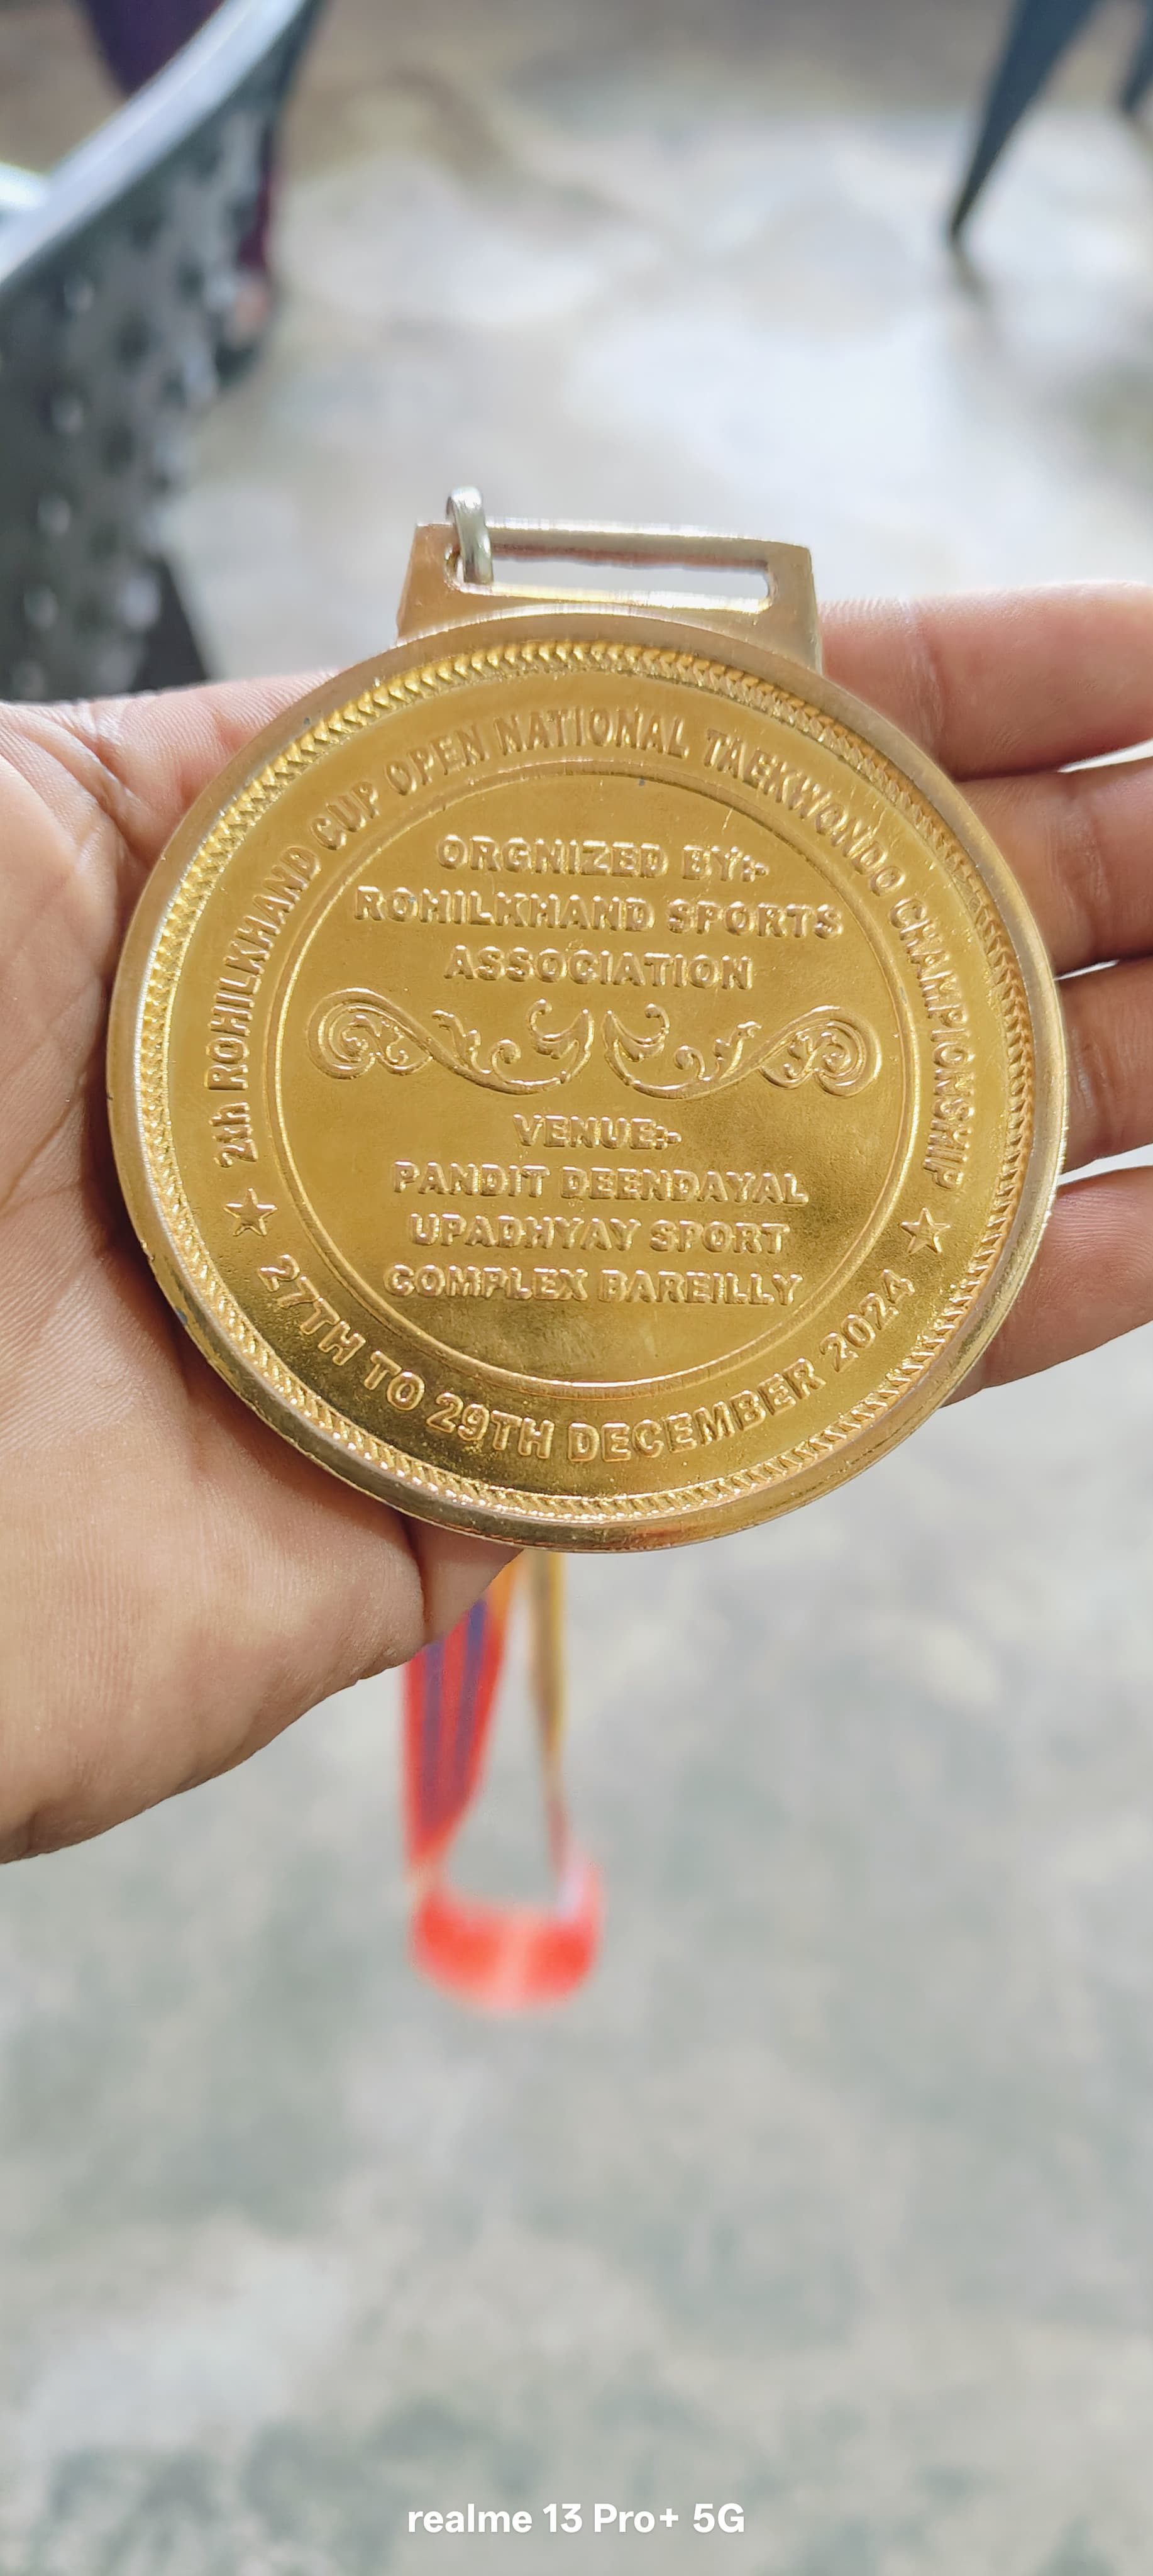 2th ROHILKHAND CUP OPEN NATIONAL TAEKWONDO CHAMPIONSHIP
ORGNIZED BY:-
ROHILKHAND SPORTS
ASSOCIATION
VENUE:-
PANDIT DEENDAYAL
UPADHYAY SPORT
COMPLEX BAREILLY
27TH TO 29TH DECEMBER 2024
realme 13 Pro+ 5G